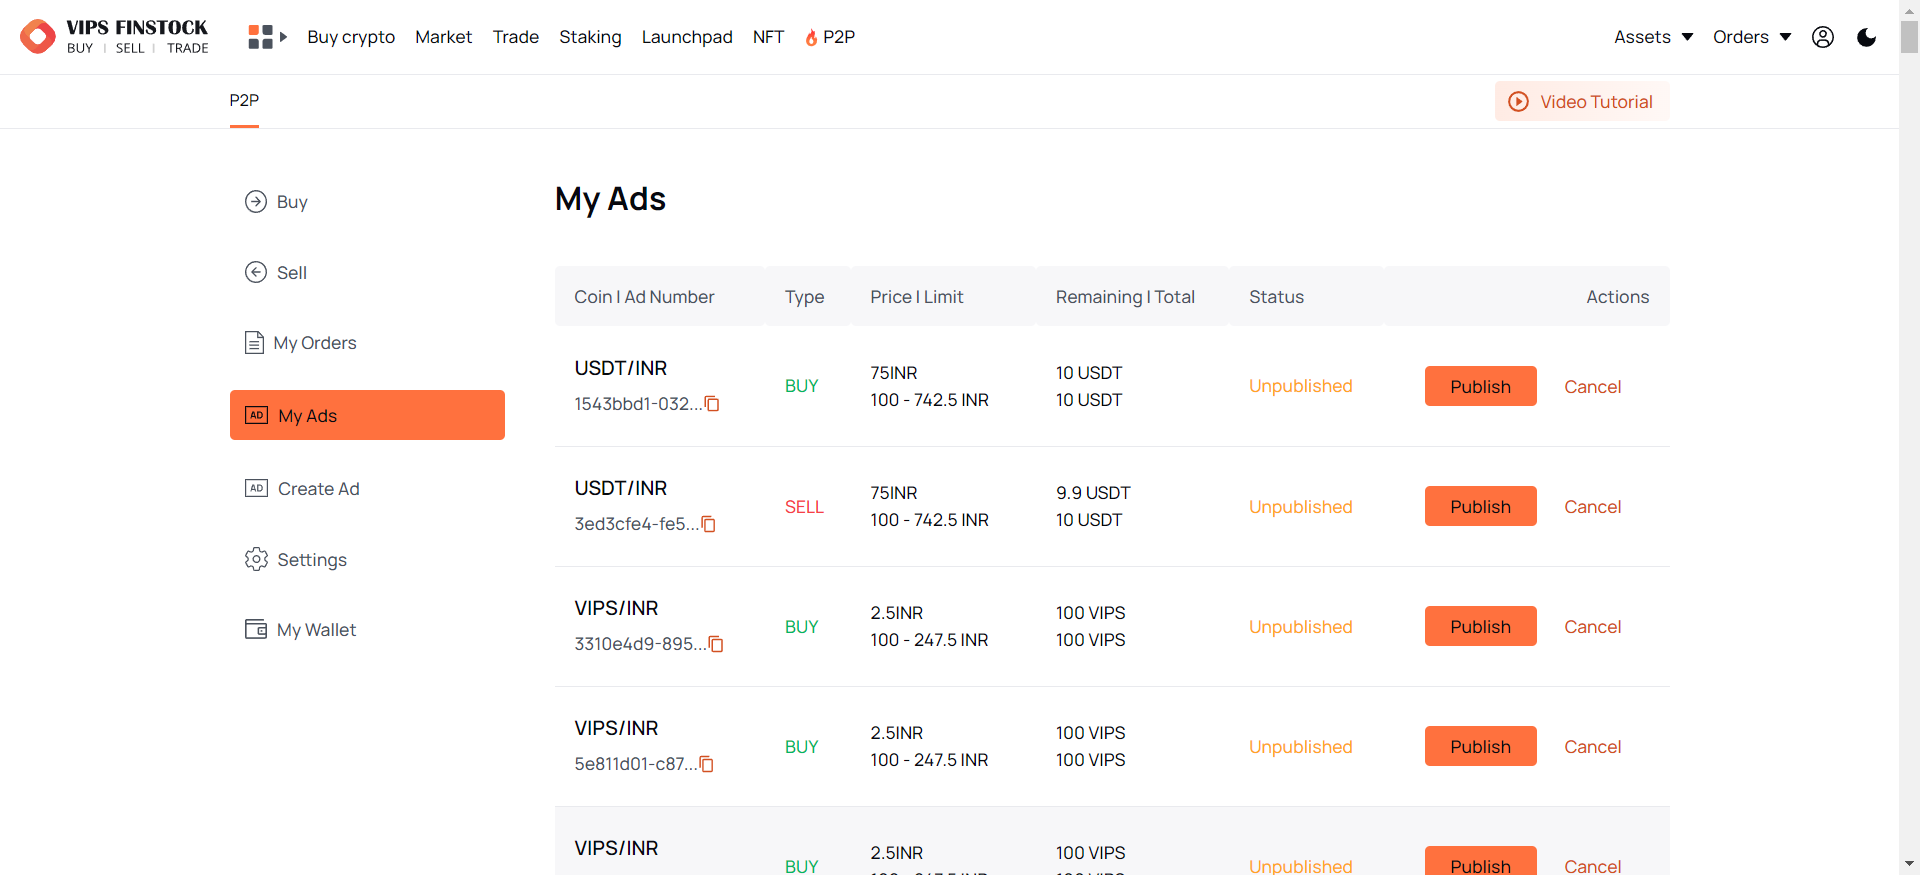 VIPS FINSTOCK
BUY | SELL | TRADE
Buy crypto Market Trade Staking Launchpad NFT P2P
Assets Orders
P2P
Video Tutorial
Buy
Sell
My Orders
AD My Ads
AD Create Ad
Settings
My Wallet
My Ads
Coin | Ad Number Type Price | Limit Remaining | Total Status Actions
USDT/INR
1543bbd1-032...
BUY
75INR
100 - 742.5 INR
10 USDT
10 USDT
Unpublished
Publish Cancel
USDT/INR
3ed3cfe4-fe5...
SELL
75INR
100 - 742.5 INR
9.9 USDT
10 USDT
Unpublished
Publish Cancel
VIPS/INR
3310e4d9-895...
BUY
2.5INR
100 - 247.5 INR
100 VIPS
100 VIPS
Unpublished
Publish Cancel
VIPS/INR
5e811d01-c87...
BUY
2.5INR
100 - 247.5 INR
100 VIPS
100 VIPS
Unpublished
Publish Cancel
VIPS/INR
BUY
2.5INR
100 VIPS
Unpublished
Publish Cancel